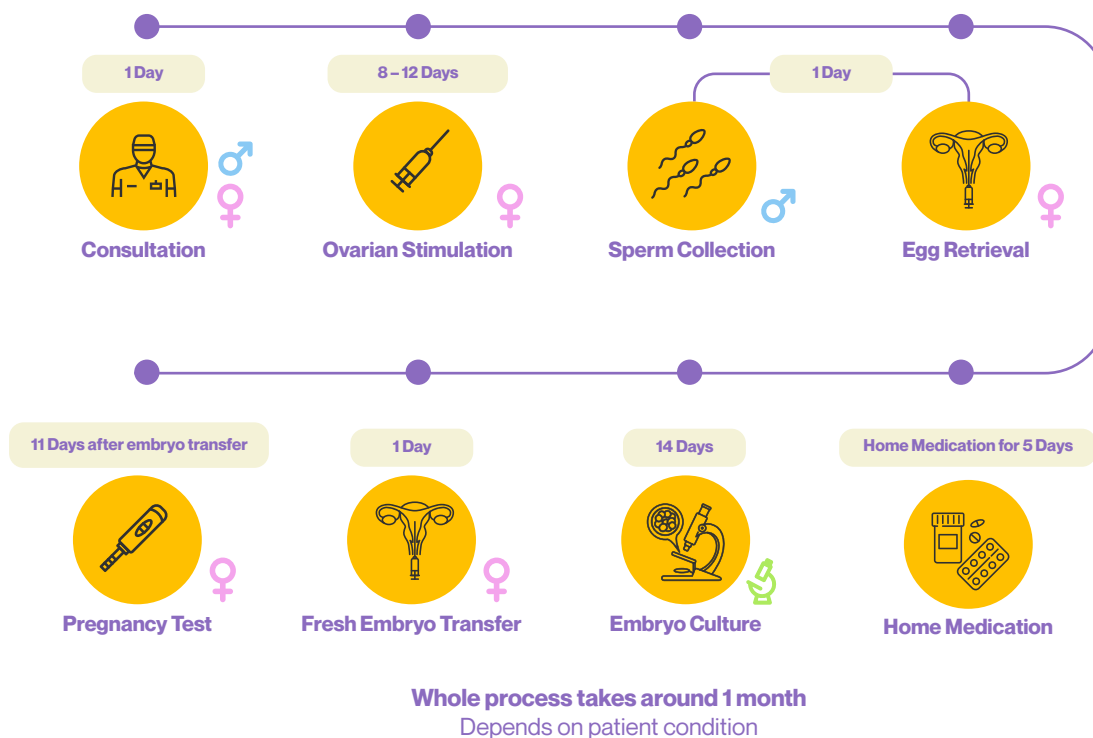 1 Day
8 – 12 Days
1 Day
Consultation
Ovarian Stimulation
Sperm Collection
Egg Retrieval
11 Days after embryo transfer
1 Day
14 Days
Home Medication for 5 Days
Pregnancy Test
Fresh Embryo Transfer
Embryo Culture
Home Medication
Whole process takes around 1 month
Depends on patient condition